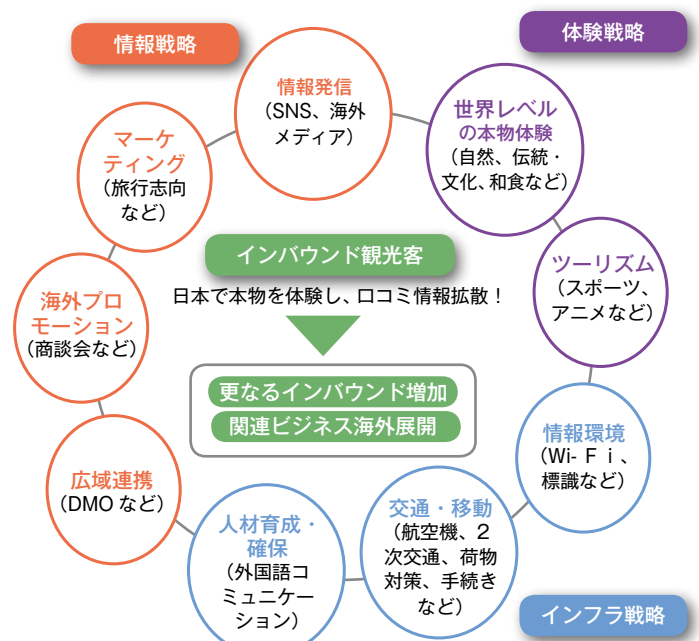 情報戦略
体験戦略
情報発信
（SNS、海外
メディア）
世界レベル
の本物体験
（自然、伝統・
文化、和食など）
マーケ
ティング
（旅行志向
など）
インバウンド観光客
日本で本物を体験し、口コミ情報拡散！
ツーリズム
（スポーツ、
アニメなど）
海外プロ
モーション
（商談会など）
更なるインバウンド増加
関連ビジネス海外展開
情報環境
（Wi- Ｆｉ、
標識など）
広域連携
（DMO など）
人材育成・
確保
（外国語コ
ミュニケー
ション）
交通・移動
（航空機、２
次交通、荷物
対策、手続き
など）
インフラ戦略